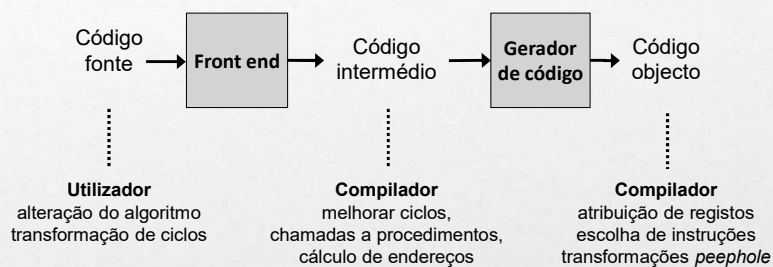 Código
fonte
Front end
Código
intermédio
Gerador
de código
Código
objecto
Utilizador
alteração do algoritmo
transformação de ciclos
Compilador
melhorar ciclos,
chamadas a procedimentos,
cálculo de endereços
Compilador
atribuição de registos
escolha de instruções
transformações peephole